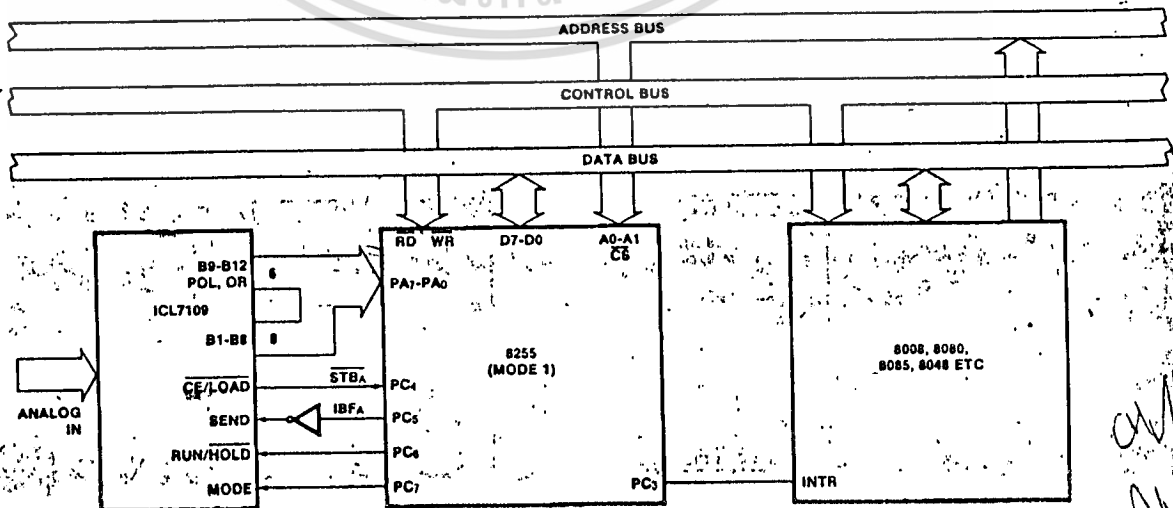 ADDRESS BUS
CONTROL BUS
DATA BUS
RD WR D7-D0 A0-A1
CS
B9-B12 6
POL, OR
PA7-PA0
ICL7109
B1-B8 8
8255
(MODE 1)
8008, 8080,
8085, 8048 ETC
CE/LOAD STBA PC4
ANALOG
IN
SEND IBFA PC5
RUN/HOLD PC6
MODE PC7
PC3 INTR